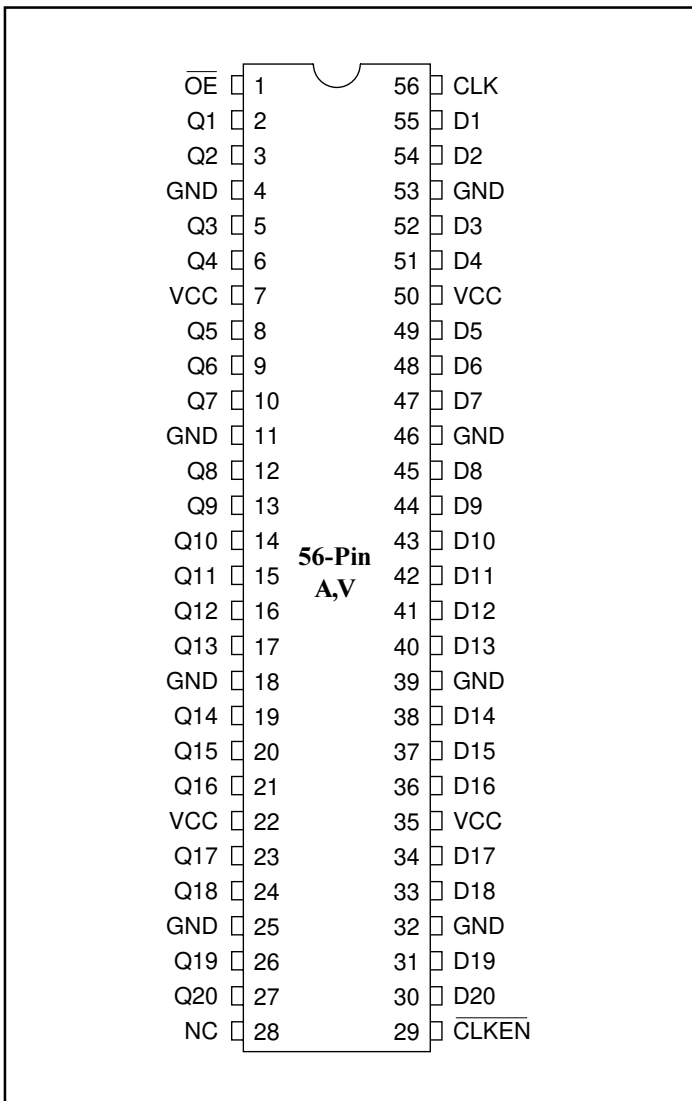 O̅E̅ 1 56 CLK
Q1 2 55 D1
Q2 3 54 D2
GND 4 53 GND
Q3 5 52 D3
Q4 6 51 D4
VCC 7 50 VCC
Q5 8 49 D5
Q6 9 48 D6
Q7 10 47 D7
GND 11 46 GND
Q8 12 45 D8
Q9 13 44 D9
Q10 14 43 D10
56-Pin
Q11 15 42 D11
A,V
Q12 16 41 D12
Q13 17 40 D13
GND 18 39 GND
Q14 19 38 D14
Q15 20 37 D15
Q16 21 36 D16
VCC 22 35 VCC
Q17 23 34 D17
Q18 24 33 D18
GND 25 32 GND
Q19 26 31 D19
Q20 27 30 D20
NC 28 29 C̅L̅K̅E̅N̅